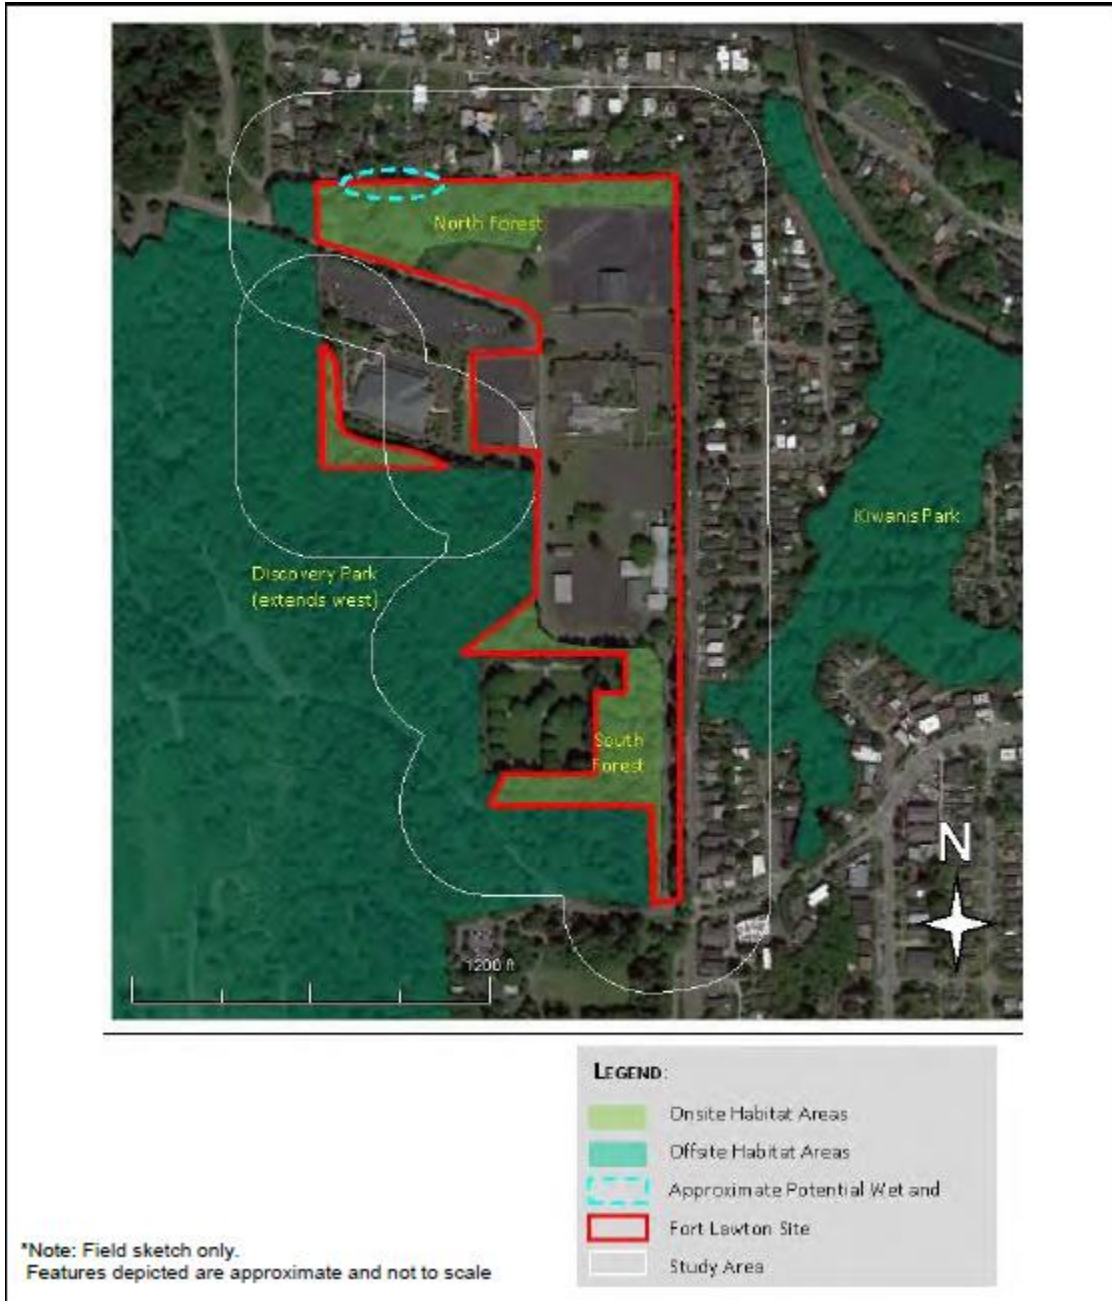 North Forest
Kiwanis Park
Discovery Park
(extends west)
South
Forest
N
1200 ft
LEGEND:
Onsite Habitat Areas
Offsite Habitat Areas
Approximate Potential Wet and
Fort Lawton Site
Study Area
*Note: Field sketch only.
Features depicted are approximate and not to scale